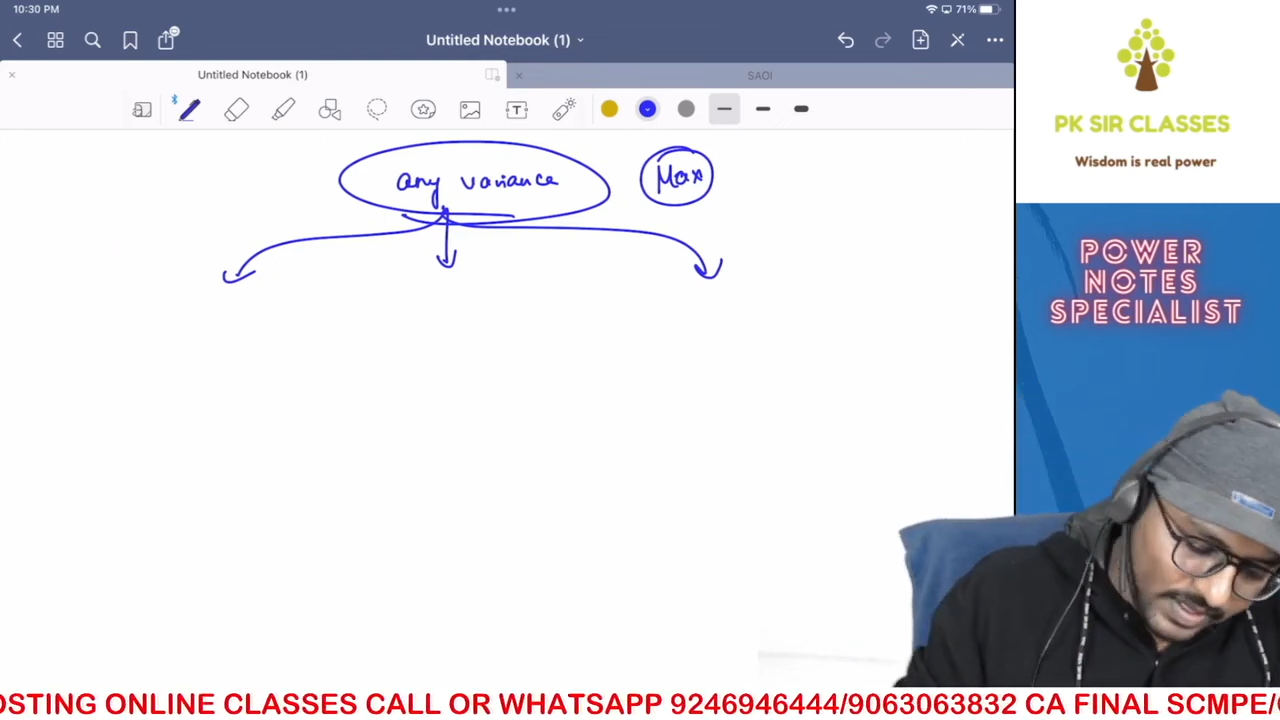 10:30 PM
71%
Untitled Notebook (1)
Untitled Notebook (1)
SAOI
T
any variance
Max
PK SIR CLASSES
Wisdom is real power
POWER
NOTES
SPECIALIST
OSTING ONLINE CLASSES CALL OR WHATSAPP 9246946444/9063063832 CA FINAL SCMPE/